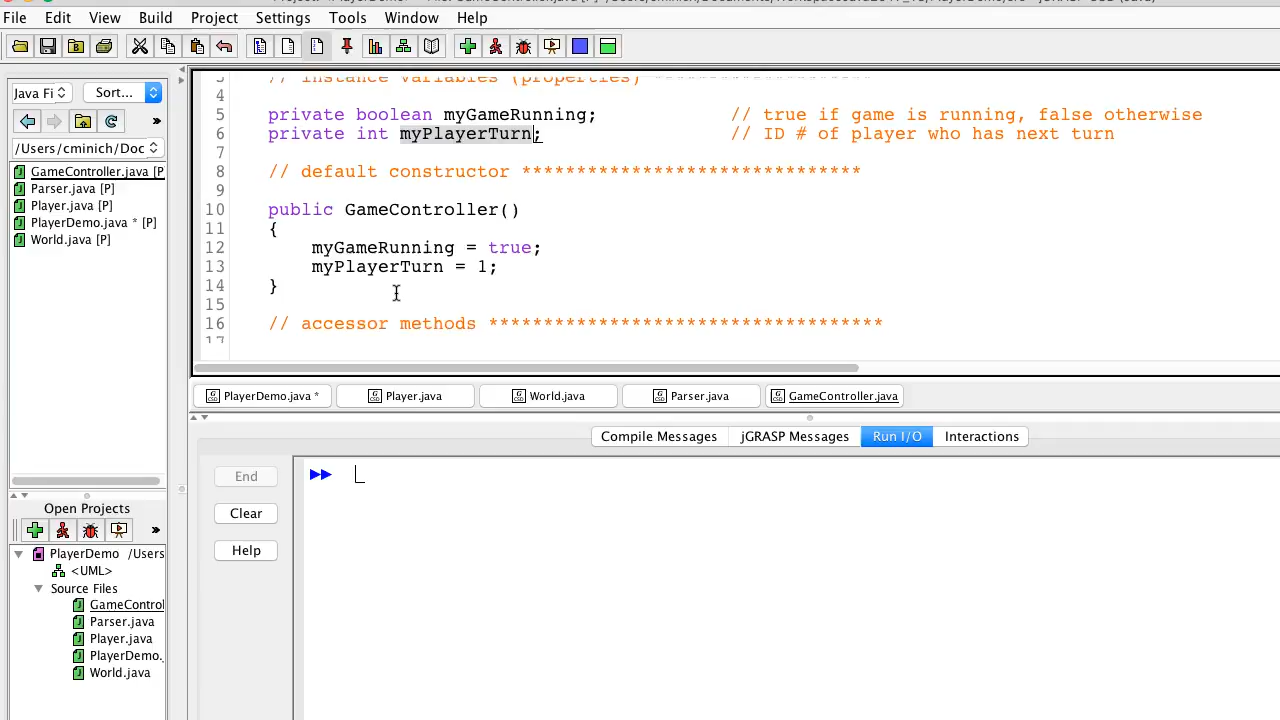 File Edit View Build Project Settings Tools Window Help
Java Fi Sort...
/Users/cminich/Doc
GameController.java [P
Parser.java [P]
Player.java [P]
PlayerDemo.java * [P]
World.java [P]
3 // instance variables (properties) ********************
4
5 private boolean myGameRunning; // true if game is running, false otherwise
6 private int myPlayerTurn; // ID # of player who has next turn
7
8 // default constructor *******************************
9
10 public GameController()
11 {
12 myGameRunning = true;
13 myPlayerTurn = 1;
14 }
15
16 // accessor methods ************************************
17
PlayerDemo.java * Player.java World.java Parser.java GameController.java
Compile Messages jGRASP Messages Run I/O Interactions
End
Clear
Help
Open Projects
PlayerDemo /Users
<UML>
Source Files
GameControl
Parser.java
Player.java
PlayerDemo.
World.java